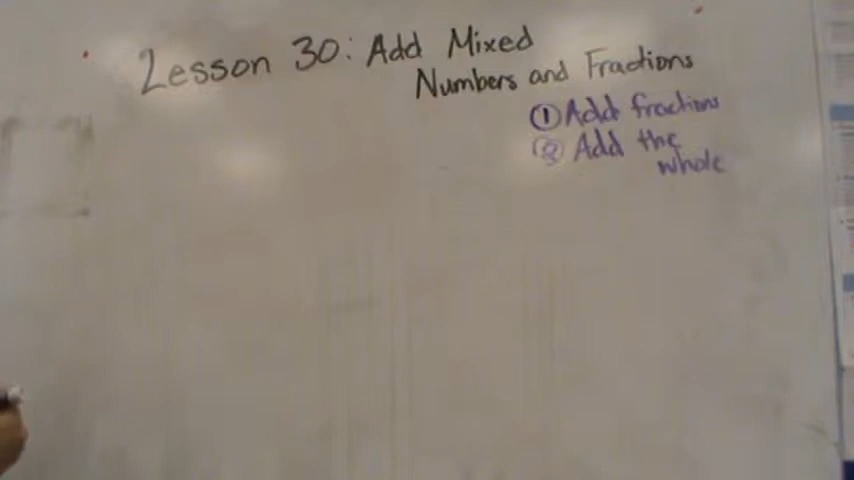 Lesson 30: Add Mixed
Numbers and Fractions
① Add fractions
② Add the
whole